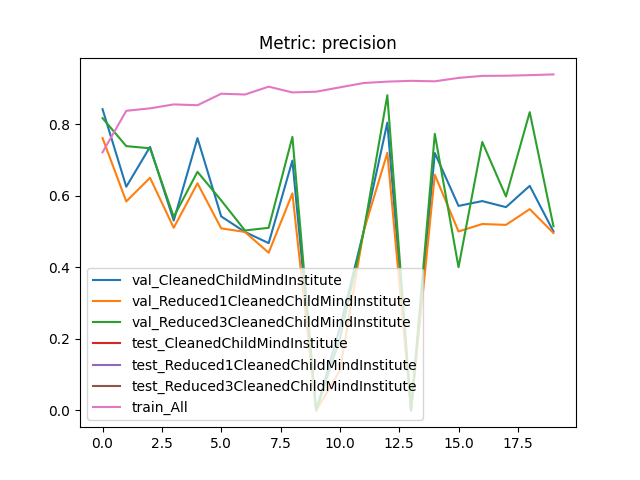 Metric: precision
0.8
0.6
0.4
0.2
0.0
val_CleanedChildMindInstitute
val_Reduced1CleanedChildMindInstitute
val_Reduced3CleanedChildMindInstitute
test_CleanedChildMindInstitute
test_Reduced1CleanedChildMindInstitute
test_Reduced3CleanedChildMindInstitute
train_All
0.0 2.5 5.0 7.5 10.0 12.5 15.0 17.5